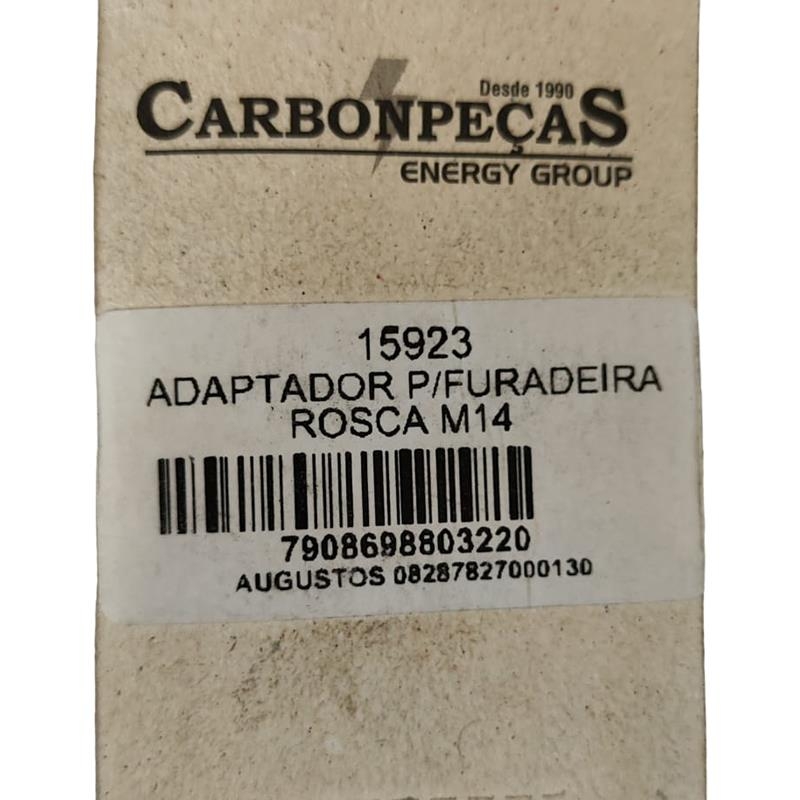 Desde 1990
CARBONPEÇAS
ENERGY GROUP
15923
ADAPTADOR P/FURADEIRA
ROSCA M14
7908698803220
AUGUSTOS 08287827000130